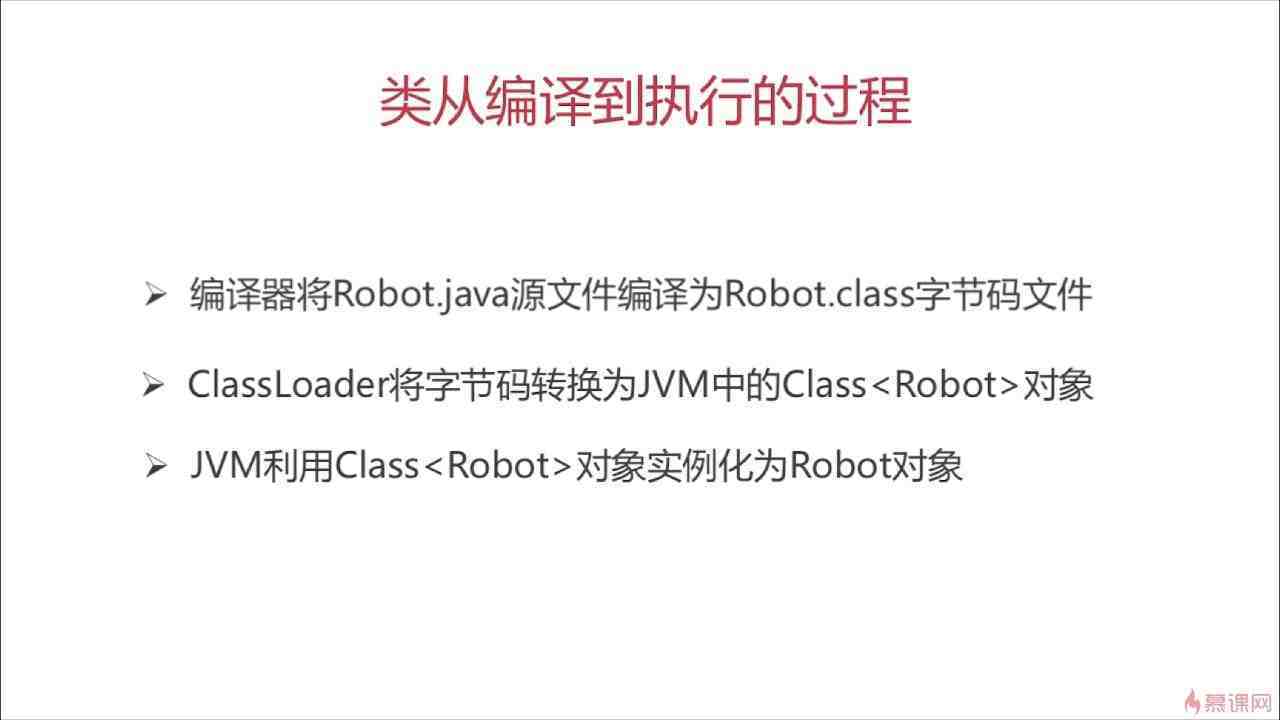 类从编译到执行的过程
➢ 编译器将Robot.java源文件编译为Robot.class字节码文件
➢ ClassLoader将字节码转换为JVM中的Class<Robot>对象
➢ JVM利用Class<Robot>对象实例化为Robot对象
慕课网